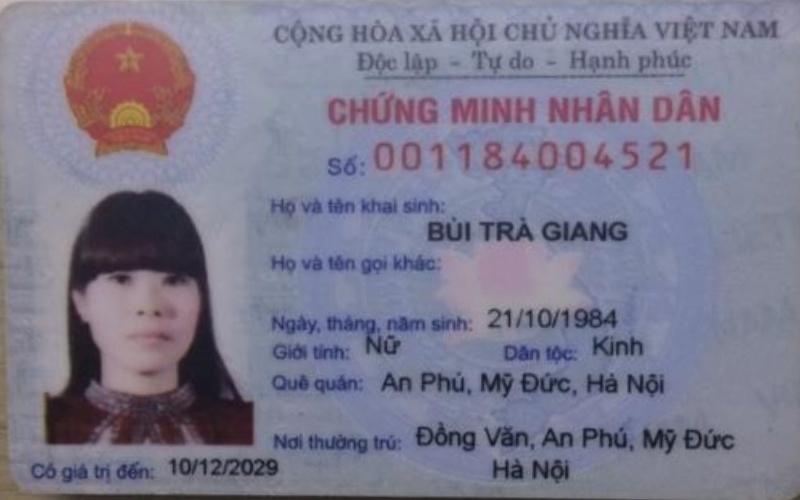 CỘNG HÒA XÃ HỘI CHỦ NGHĨA VIỆT NAM
Độc lập - Tự do - Hạnh phúc
CHỨNG MINH NHÂN DÂN
Số: 001184004521
Họ và tên khai sinh:
BÙI TRÀ GIANG
Họ và tên gọi khác:
Ngày, tháng, năm sinh: 21/10/1984
Giới tính: Nữ Dân tộc: Kinh
Quê quán: An Phú, Mỹ Đức, Hà Nội
Nơi thường trú: Đồng Văn, An Phú, Mỹ Đức
Hà Nội
Có giá trị đến: 10/12/2029